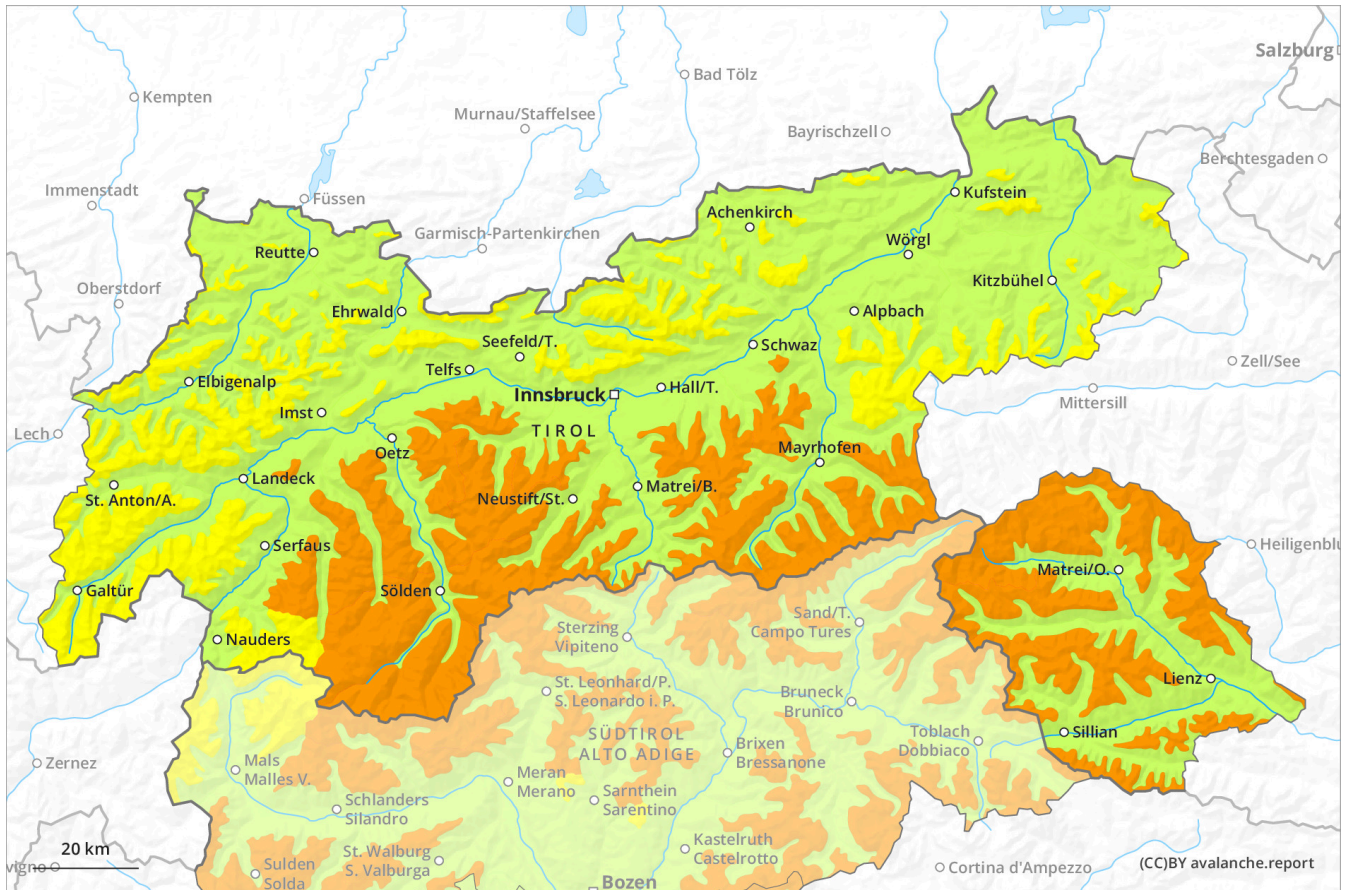 Salzburg
Bad Tölz
Kempten
Murnau/Staffelsee
Bayrischzell
Berchtesgaden
Immenstadt
Füssen
Kufstein
Achenkirch
Garmisch-Partenkirchen
Reutte
Wörgl
Oberstdorf
Kitzbühel
Ehrwald
Alpbach
Seefeld/T.
Schwaz
Telfs
Zell/See
Elbigenalp
Innsbruck
Hall/T.
Mittersill
Imst
TIROL
Lech
Oetz
Mayrhofen
Landeck
St. Anton/A.
Neustift/St.
Matrei/B.
Serfaus
Heiligenblu
Matrei/O.
Galtür
Sölden
Sand/T.
Campo Tures
Sterzing
Vipiteno
Nauders
Lienz
St. Leonhard/P.
S. Leonardo i. P.
Bruneck
Brunico
SÜDTIROL
ALTO ADIGE
Toblach
Dobbiaco
Sillian
Brixen
Bressanone
Zernez
Mals
Malles V.
Meran
Merano
Sarnthein
Sarentino
Schlanders
Silandro
Kastelruth
Castelrotto
20 km
St. Walburg
S. Valburga
vigno
Sulden
Solda
Cortina d'Ampezzo
(CC)BY avalanche.report
Bozen